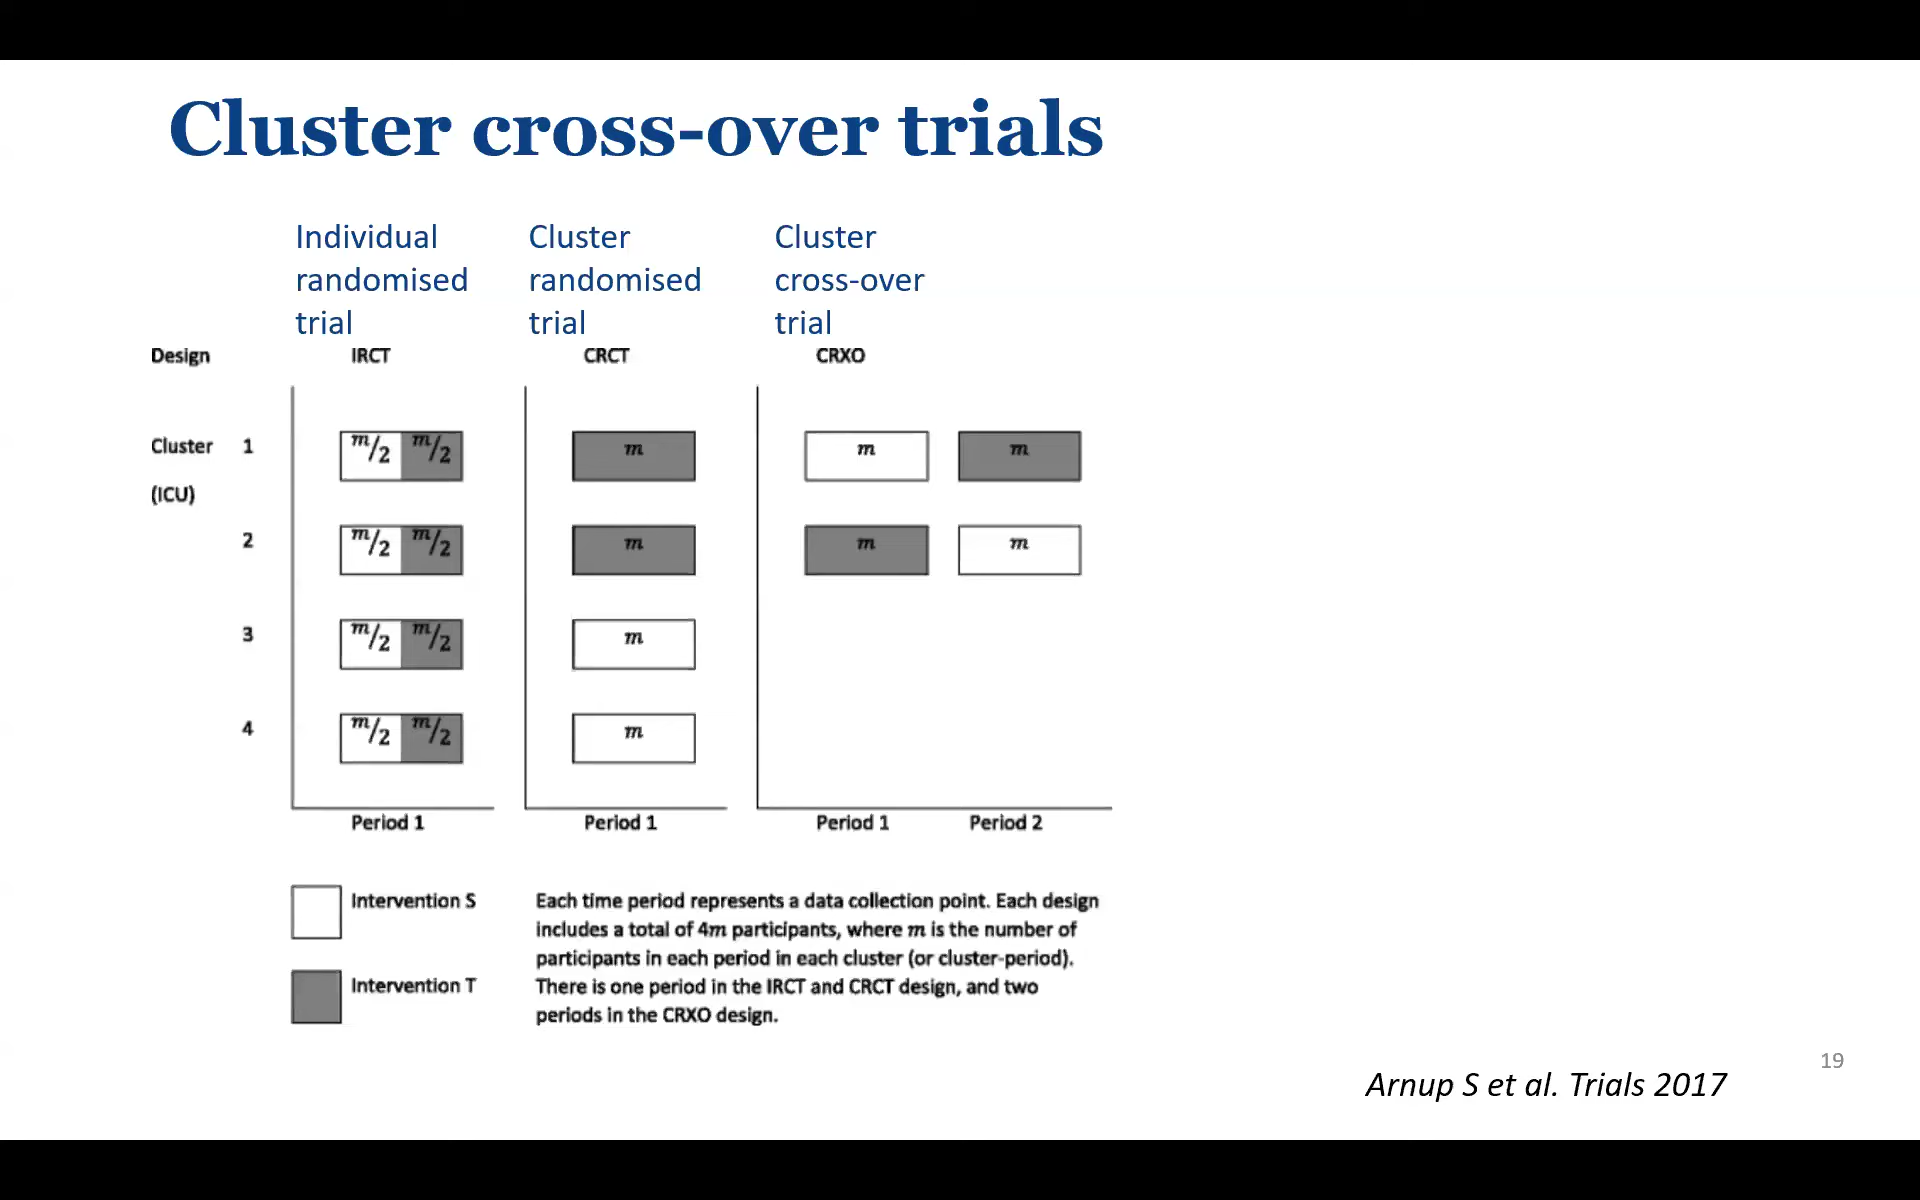 Cluster cross-over trials
Individual
randomised
trial
Cluster
randomised
trial
Cluster
cross-over
trial
Design IRCT CRCT CRXO
Cluster 1 m/2 m/2 m m m
(ICU)
2 m/2 m/2 m m m
3 m/2 m/2 m
4 m/2 m/2 m
Period 1 Period 1 Period 1 Period 2
Intervention S
Intervention T
Each time period represents a data collection point. Each design
includes a total of 4m participants, where m is the number of
participants in each period in each cluster (or cluster-period).
There is one period in the IRCT and CRCT design, and two
periods in the CRXO design.
19
Arnup S et al. Trials 2017